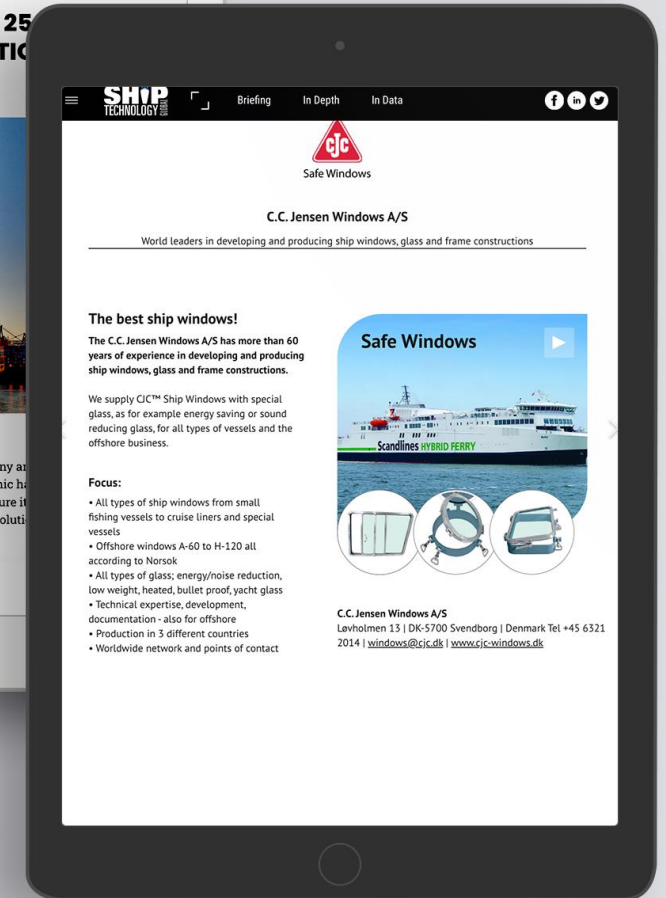 25
SHIP
TECHNOLOGY
GLOBAL
Briefing
In Depth
In Data
f
in
cjc
Safe Windows
C.C. Jensen Windows A/S
World leaders in developing and producing ship windows, glass and frame constructions
The best ship windows!
The C.C. Jensen Windows A/S has more than 60
years of experience in developing and producing
ship windows, glass and frame constructions.
We supply CJC™ Ship Windows with special
glass, as for example energy saving or sound
reducing glass, for all types of vessels and the
offshore business.
Focus:
• All types of ship windows from small
fishing vessels to cruise liners and special
vessels
• Offshore windows A-60 to H-120 all
according to Norsok
• All types of glass; energy/noise reduction,
low weight, heated, bullet proof, yacht glass
• Technical expertise, development,
documentation - also for offshore
• Production in 3 different countries
• Worldwide network and points of contact
Safe Windows
Scandlines HYBRID FERRY
C.C. Jensen Windows A/S
Løvholmen 13 | DK-5700 Svendborg | Denmark Tel +45 6321
2014 | windows@cjc.dk | www.cjc-windows.dk